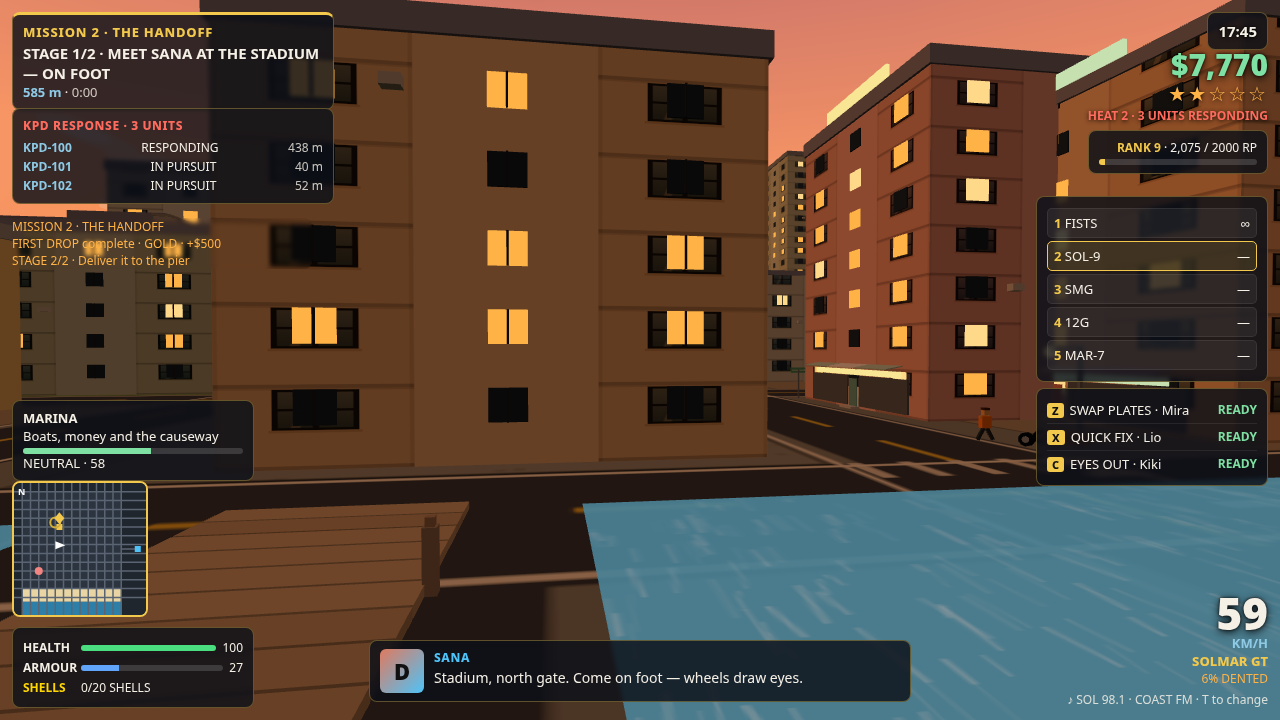 MISSION 2 · THE HANDOFF
STAGE 1/2 · MEET SANA AT THE STADIUM
— ON FOOT
585 m · 0:00
KPD RESPONSE · 3 UNITS
KPD-100 RESPONDING 438 m
KPD-101 IN PURSUIT 40 m
KPD-102 IN PURSUIT 52 m
MISSION 2 · THE HANDOFF
FIRST DROP complete · GOLD · +$500
STAGE 2/2 · Deliver it to the pier
MARINA
Boats, money and the causeway
NEUTRAL · 58
N
HEALTH 100
ARMOUR 27
SHELLS 0/20 SHELLS
D
SANA
Stadium, north gate. Come on foot — wheels draw eyes.
17:45
$7,770
★★☆☆☆
HEAT 2 · 3 UNITS RESPONDING
RANK 9 · 2,075 / 2000 RP
1 FISTS ∞
2 SOL-9 —
3 SMG —
4 12G —
5 MAR-7 —
Z SWAP PLATES · Mira READY
X QUICK FIX · Lio READY
C EYES OUT · Kiki READY
59
KM/H
SOLMAR GT
6% DENTED
♪ SOL 98.1 · COAST FM · T to change